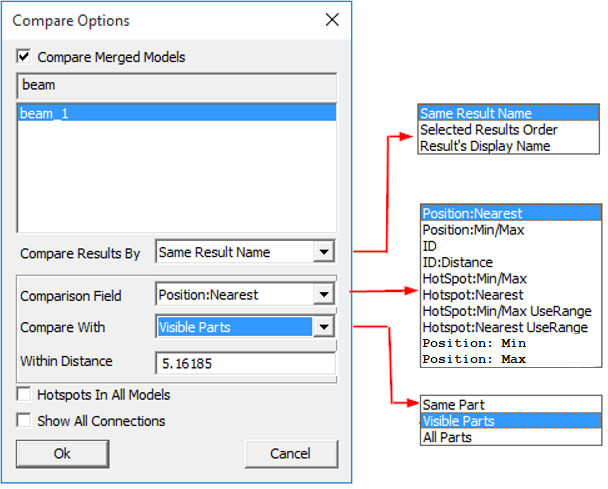 Compare Options
Compare Merged Models
beam
beam_1
Compare Results By Same Result Name
Comparison Field Position:Nearest
Compare With Visible Parts
Within Distance 5.16185
Hotspots In All Models
Show All Connections
Ok Cancel
Same Result Name
Selected Results Order
Result's Display Name
Position:Nearest
Position:Min/Max
ID
ID:Distance
HotSpot:Min/Max
Hotspot:Nearest
HotSpot:Min/Max UseRange
Hotspot:Nearest UseRange
Position: Min
Position: Max
Same Part
Visible Parts
All Parts